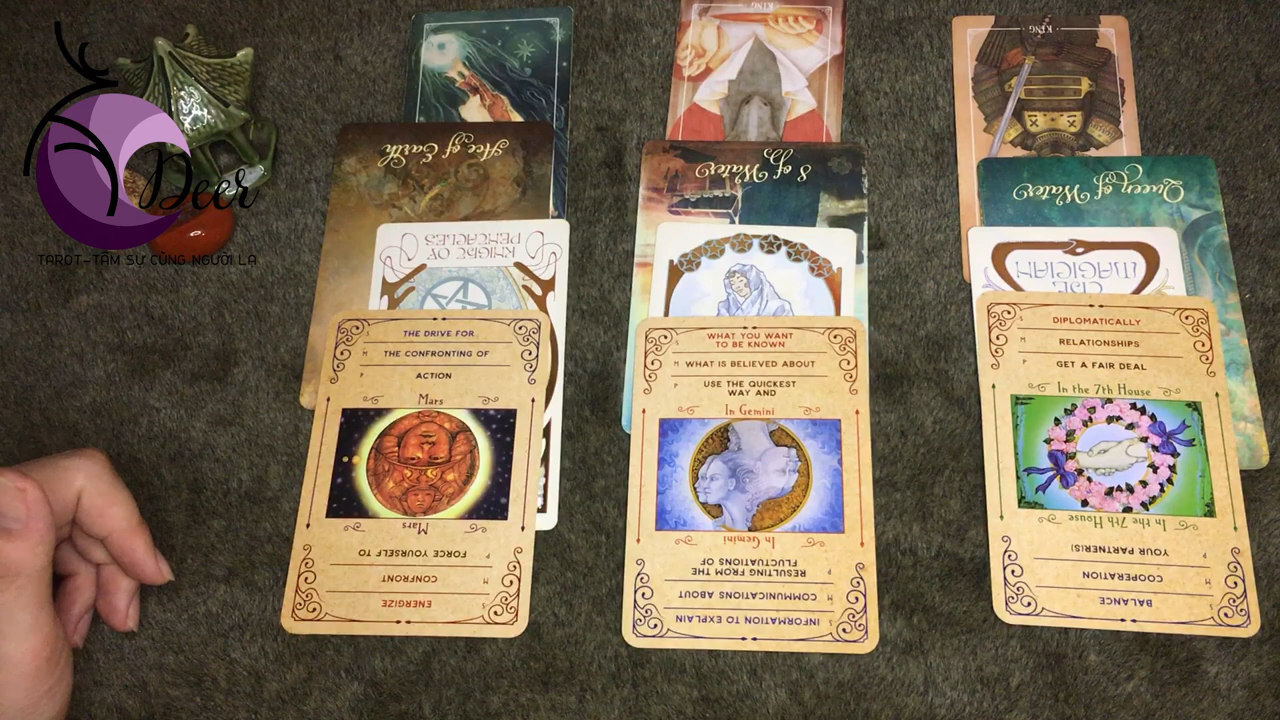 Deer
TAROT-TÂM SỰ CÙNG NGƯỜI LẠ
Ace of Earth
KNIGHT OF
PENTACLES
S THE DRIVE FOR
M THE CONFRONTING OF
P ACTION
Mars
Mars
P FORCE YOURSELF TO
M CONFRONT
S ENERGIZE
KING
8 of Water
S WHAT YOU WANT
TO BE KNOWN
M WHAT IS BELIEVED ABOUT
P USE THE QUICKEST
WAY AND
In Gemini
In Gemini
P RESULTING FROM THE
FLUCTUATIONS OF
M COMMUNICATIONS ABOUT
S INFORMATION TO EXPLAIN
KING
Queen of Water
THE
MAGICIAN
S DIPLOMATICALLY
M RELATIONSHIPS
P GET A FAIR DEAL
In the 7th House
In the 7th House
P YOUR PARTNER(S)
M COOPERATION
S BALANCE